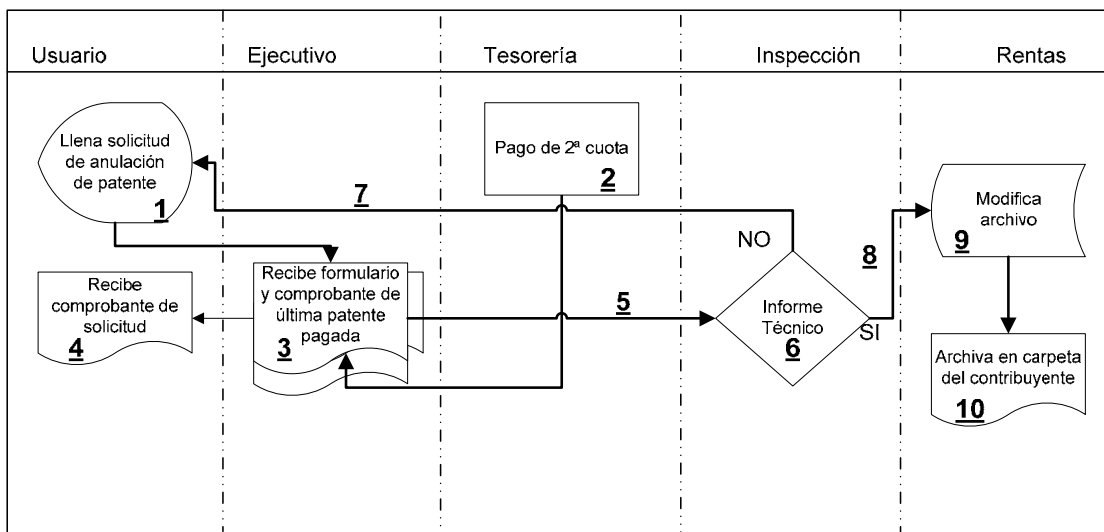 Usuario
Ejecutivo
Tesorería
Inspección
Rentas
Llena solicitud
de anulación
de patente
1
Pago de 2ª cuota
2
7
NO
8
Modifica
archivo
9
Recibe
comprobante de
solicitud
4
Recibe formulario
y comprobante de
última patente
pagada
3
5
Informe
Técnico
6
SI
Archiva en carpeta
del contribuyente
10